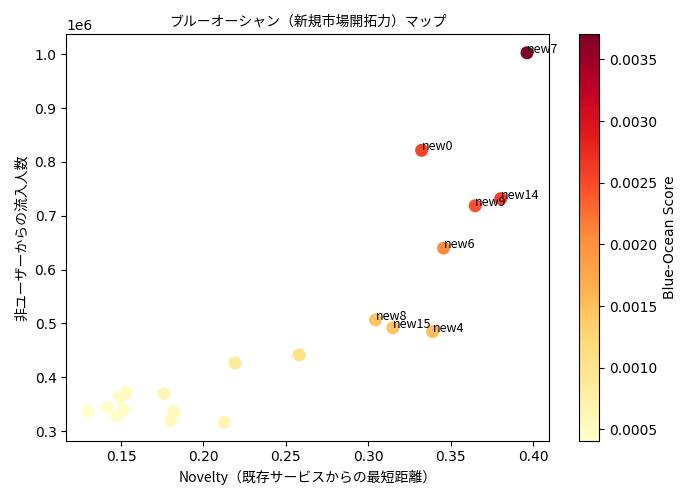 ブルーオーシャン（新規市場開拓力）マップ
1e6
1.0
0.9
0.8
0.7
0.6
0.5
0.4
0.3
非ユーザーからの流入人数
new7
new0
new14
new9
new6
new8
new15
new4
0.15
0.20
0.25
0.30
0.35
0.40
Novelty（既存サービスからの最短距離）
0.0035
0.0030
0.0025
0.0020
0.0015
0.0010
0.0005
Blue-Ocean Score